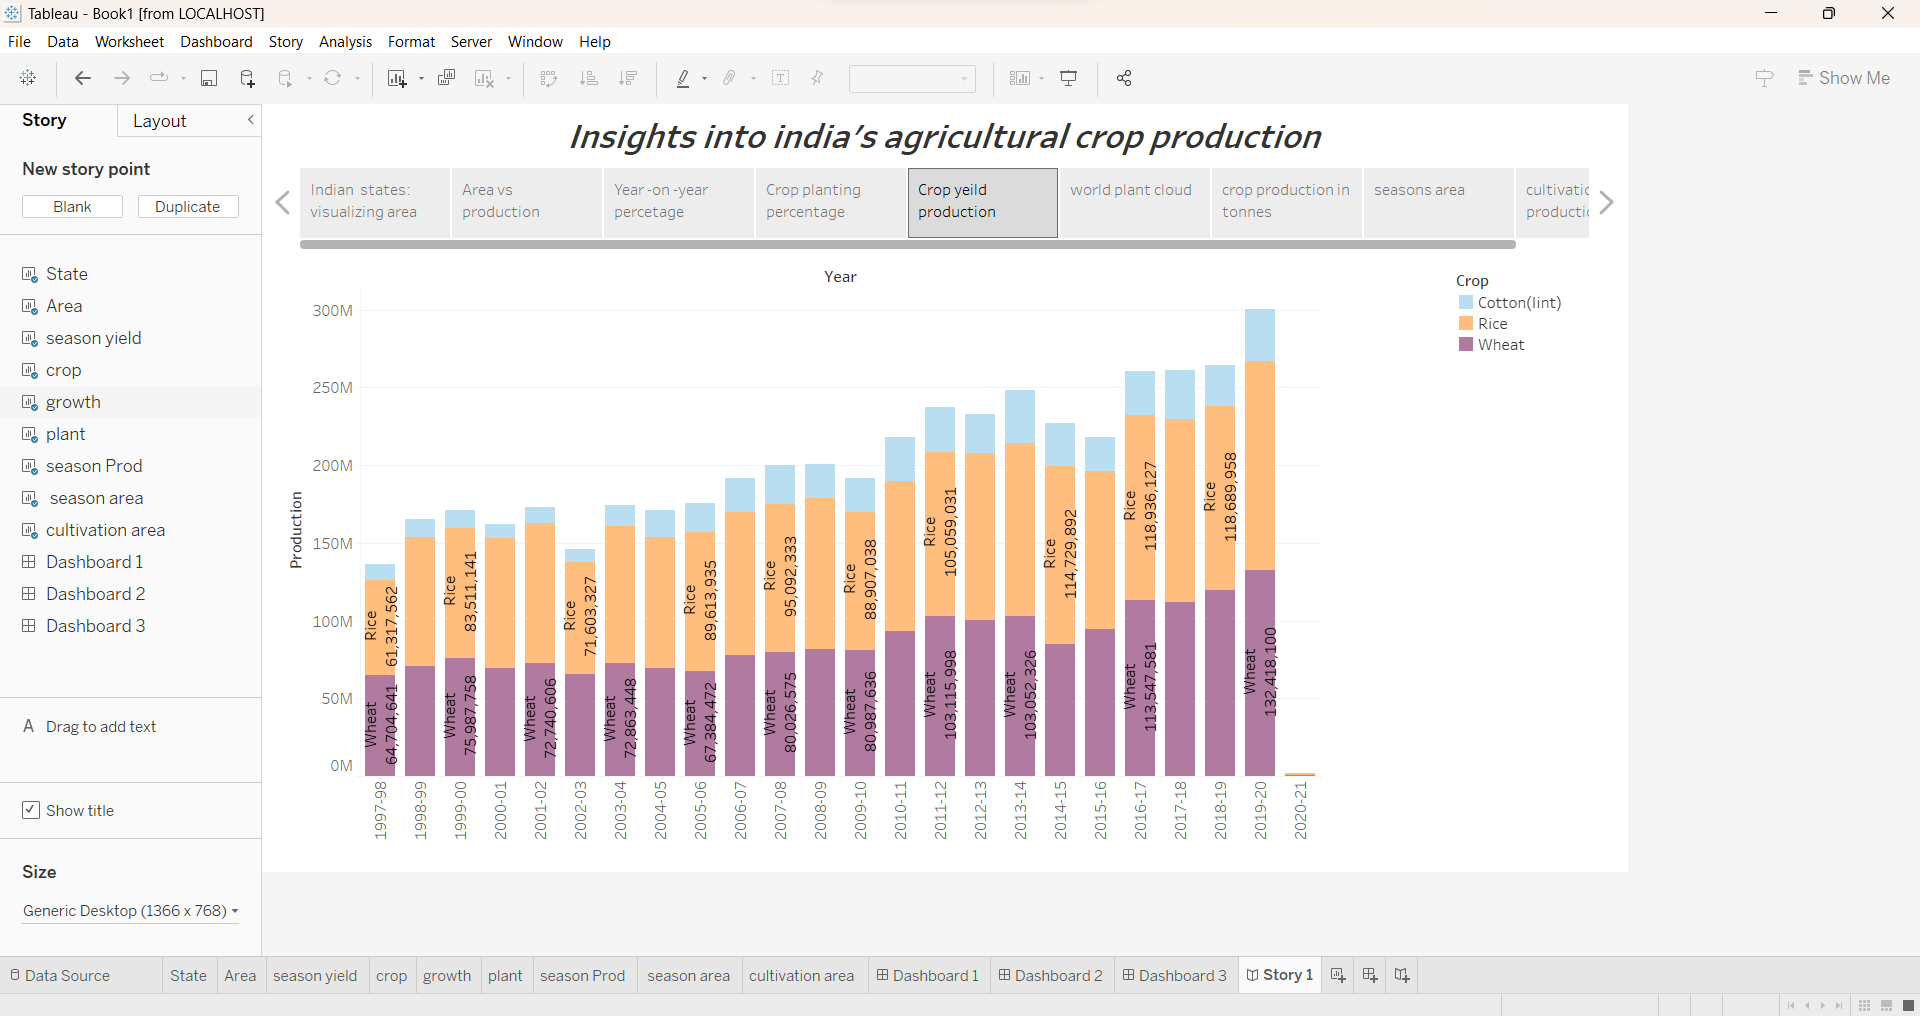 Tableau - Book1 [from LOCALHOST]
File Data Worksheet Dashboard Story Analysis Format Server Window Help
Show Me
Story
Layout
New story point
Blank
Duplicate
State
Area
season yield
crop
growth
plant
season Prod
season area
cultivation area
Dashboard 1
Dashboard 2
Dashboard 3
A Drag to add text
Show title
Size
Generic Desktop (1366 x 768)
Insights into india's agricultural crop production
Indian states:
visualizing area
Area vs
production
Year -on -year
percetage
Crop planting
percentage
Crop yeild
production
world plant cloud
crop production in
tonnes
seasons area
Year
Production
300M
250M
200M
150M
100M
50M
0M
Rice
61,317,562
Wheat
64,704,641
Rice
83,511,141
Wheat
75,987,758
Wheat
72,740,606
Rice
71,603,327
Wheat
72,863,448
Rice
89,613,935
Wheat
67,384,472
Rice
95,092,333
Wheat
80,026,575
Rice
88,907,038
Wheat
80,987,636
Rice
105,059,031
Wheat
103,115,998
Wheat
103,052,326
Rice
114,729,892
Rice
118,936,127
Wheat
113,547,581
Rice
118,689,958
Wheat
132,418,100
1997-98
1998-99
1999-00
2000-01
2001-02
2002-03
2003-04
2004-05
2005-06
2006-07
2007-08
2008-09
2009-10
2010-11
2011-12
2012-13
2013-14
2014-15
2015-16
2016-17
2017-18
2018-19
2019-20
2020-21
Crop
Cotton(lint)
Rice
Wheat
Data Source State Area season yield crop growth plant season Prod season area cultivation area Dashboard 1 Dashboard 2 Dashboard 3 Story 1